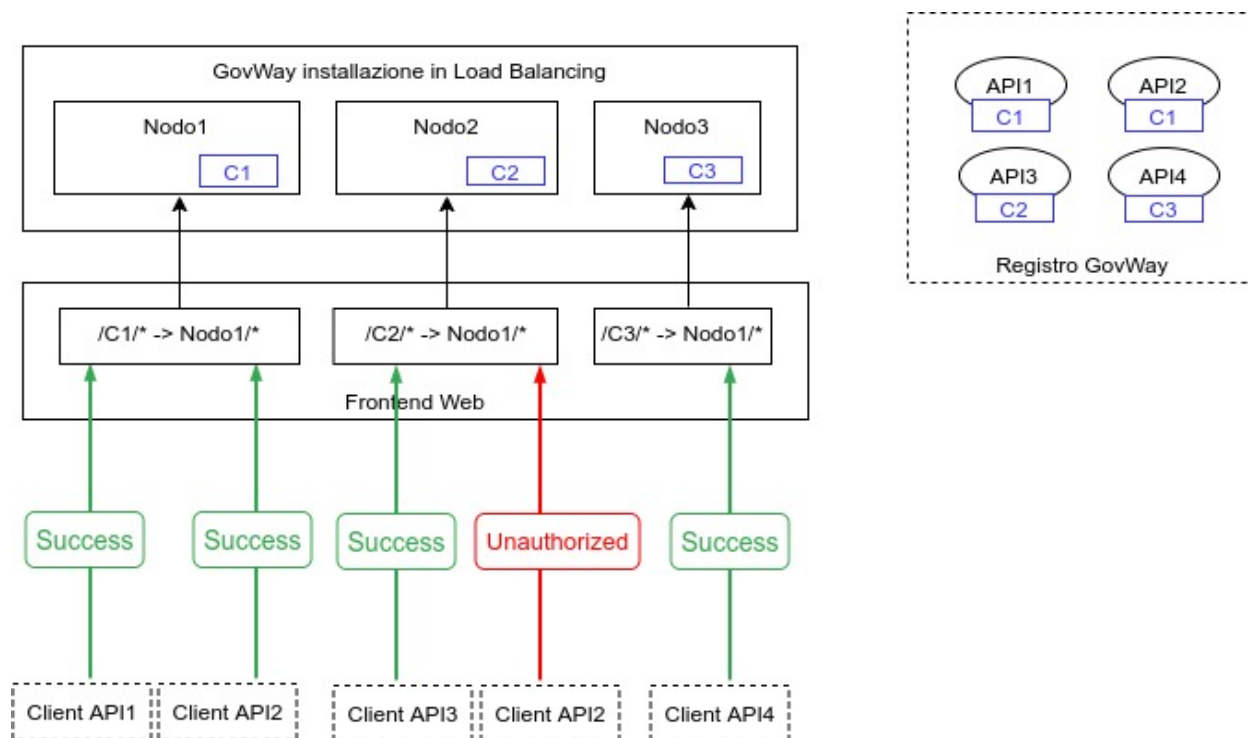 GovWay installazione in Load Balancing
Nodo1
C1
Nodo2
C2
Nodo3
C3
/C1/* -> Nodo1/*
/C2/* -> Nodo1/*
/C3/* -> Nodo1/*
Frontend Web
Success
Success
Success
Unauthorized
Success
Client API1
Client API2
Client API3
Client API2
Client API4
API1
C1
API2
C1
API3
C2
API4
C3
Registro GovWay